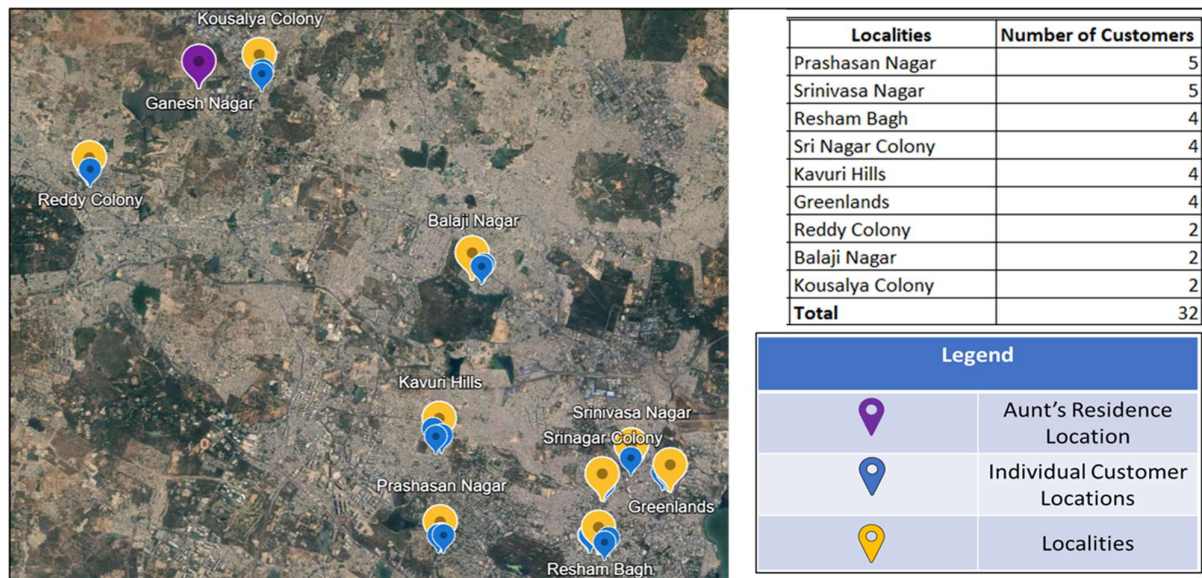 Kousalya Colony
Ganesh Nagar
Reddy Colony
Balaji Nagar
Kavuri Hills
Srinivasa Nagar
Srinagar Colony
Prashasan Nagar
Greenlands
Resham Bagh
Localities Number of Customers
Prashasan Nagar 5
Srinivasa Nagar 5
Resham Bagh 4
Sri Nagar Colony 4
Kavuri Hills 4
Greenlands 4
Reddy Colony 2
Balaji Nagar 2
Kousalya Colony 2
Total 32
Legend
Aunt's Residence
Location
Individual Customer
Locations
Localities